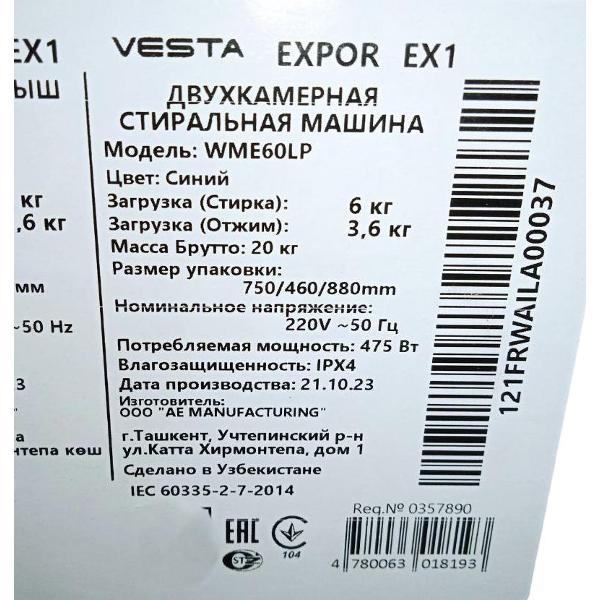 EX1
ЫШ
кг
,6 кг
мм
~50 Hz
3
а
нтепа көш
VESTA EXPOR EX1
ДВУХКАМЕРНАЯ
СТИРАЛЬНАЯ МАШИНА
Модель: WME60LP
Цвет: Синий
Загрузка (Стирка): 6 кг
Загрузка (Отжим): 3,6 кг
Масса Брутто: 20 кг
Размер упаковки:
750/460/880mm
Номинальное напряжение:
220V ~50 Гц
Потребляемая мощность: 475 Вт
Влагозащищенность: IPX4
Дата производства: 21.10.23
Изготовитель:
ООО "AE MANUFACTURING"
г.Ташкент, Учтепинский р-н
ул.Катта Хирмонтепа, дом 1
Сделано в Узбекистане
IEC 60335-2-7-2014
121FRWAILA00037
Req.№ 0357890
EAC
104
ST
4 780063 018193